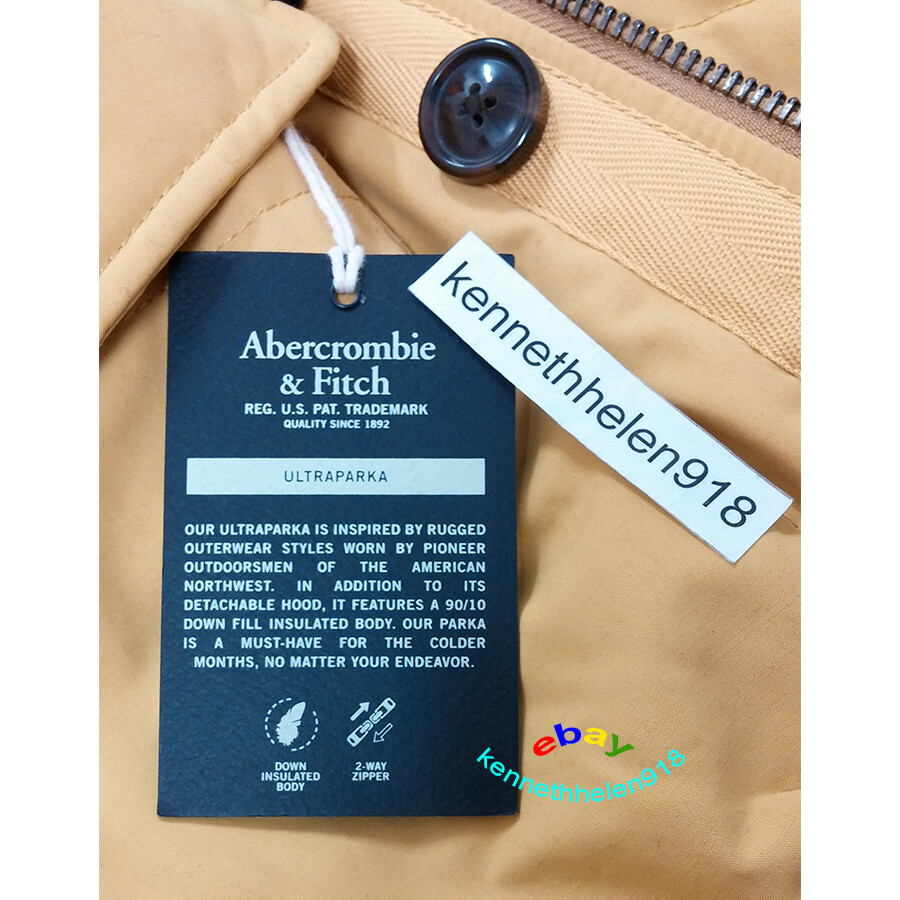 Abercrombie
& Fitch
REG. U.S. PAT. TRADEMARK
QUALITY SINCE 1892
ULTRAPARKA
OUR ULTRAPARKA IS INSPIRED BY RUGGED
OUTERWEAR STYLES WORN BY PIONEER
OUTDOORSMEN OF THE AMERICAN
NORTHWEST. IN ADDITION TO ITS
DETACHABLE HOOD, IT FEATURES A 90/10
DOWN FILL INSULATED BODY. OUR PARKA
IS A MUST-HAVE FOR THE COLDER
MONTHS, NO MATTER YOUR ENDEAVOR.
DOWN
INSULATED
BODY
2-WAY
ZIPPER
kennethhelen918
ebay
kennethhelen918